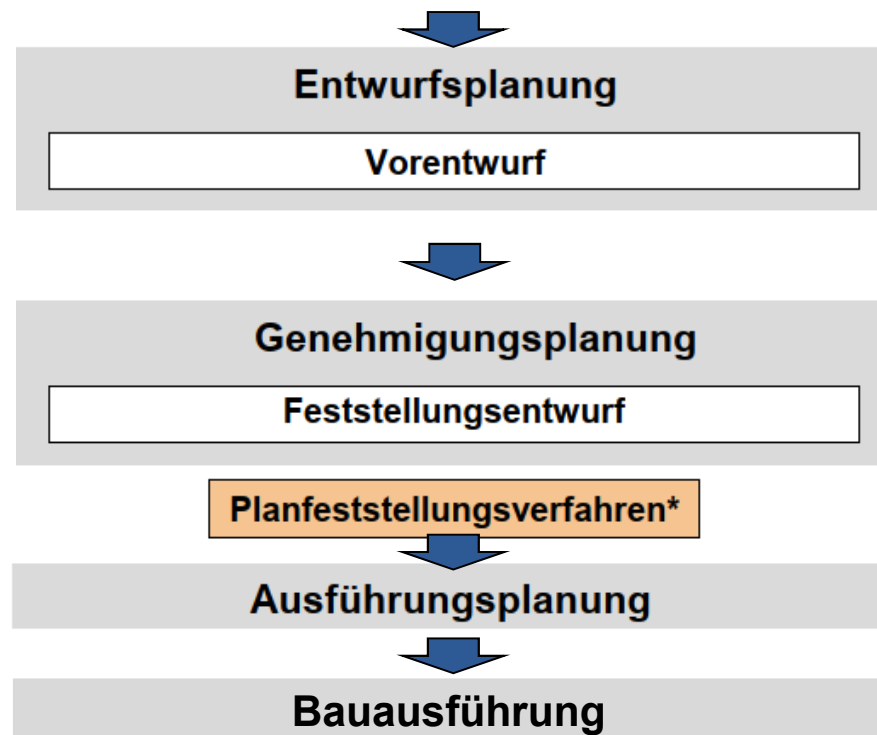 Entwurfsplanung
Vorentwurf
Genehmigungsplanung
Feststellungsentwurf
Planfeststellungsverfahren*
Ausführungsplanung
Bauausführung